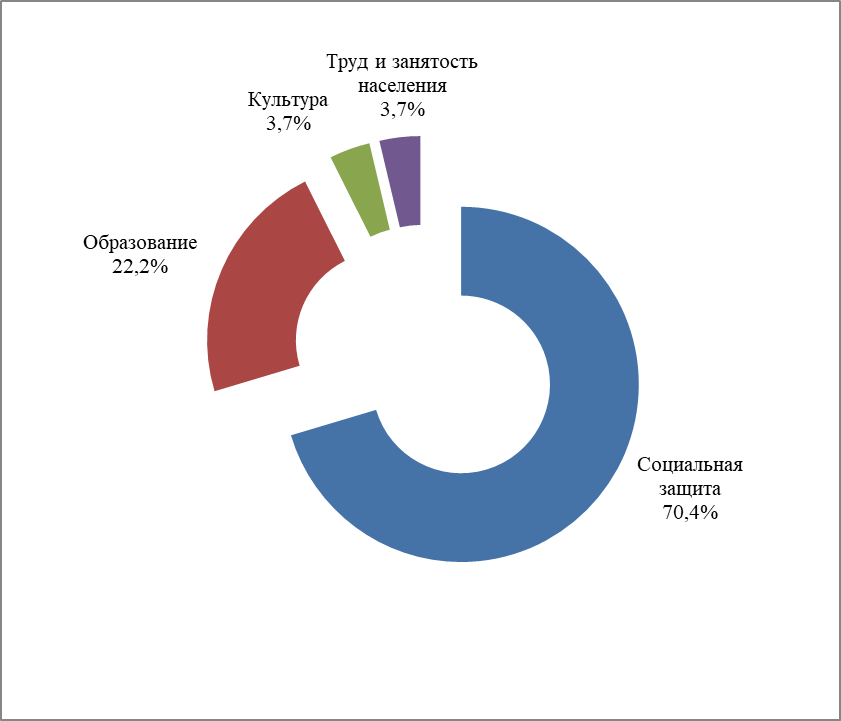 Труд и занятость
населения
3,7%
Культура
3,7%
Образование
22,2%
Социальная
защита
70,4%